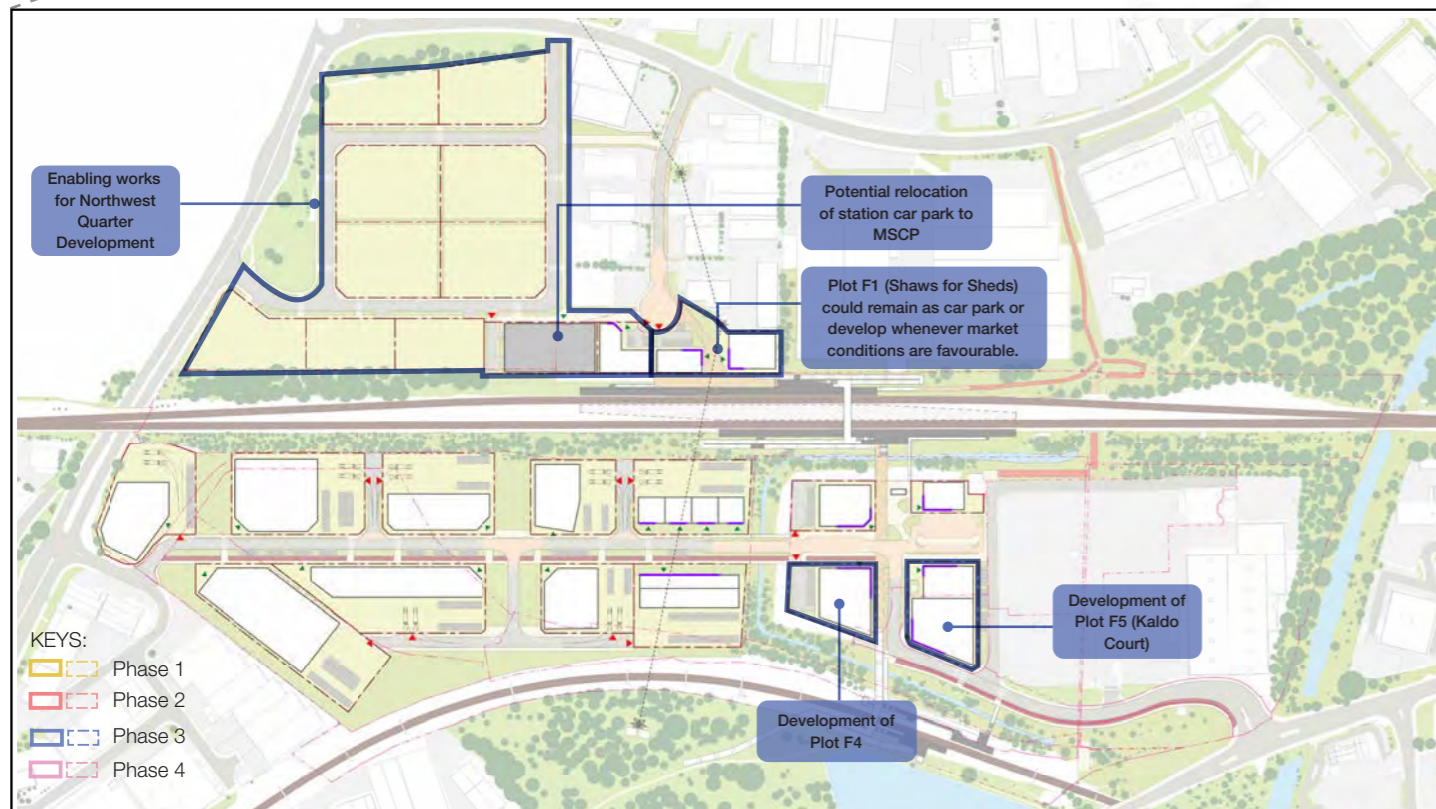 Enabling works
for Northwest
Quarter
Development
Potential relocation
of station car park to
MSCP
Plot F1 (Shaws for Sheds)
could remain as car park or
develop whenever market
conditions are favourable.
Development of
Plot F5 (Kaldo
Court)
Development of
Plot F4
KEYS:
Phase 1
Phase 2
Phase 3
Phase 4